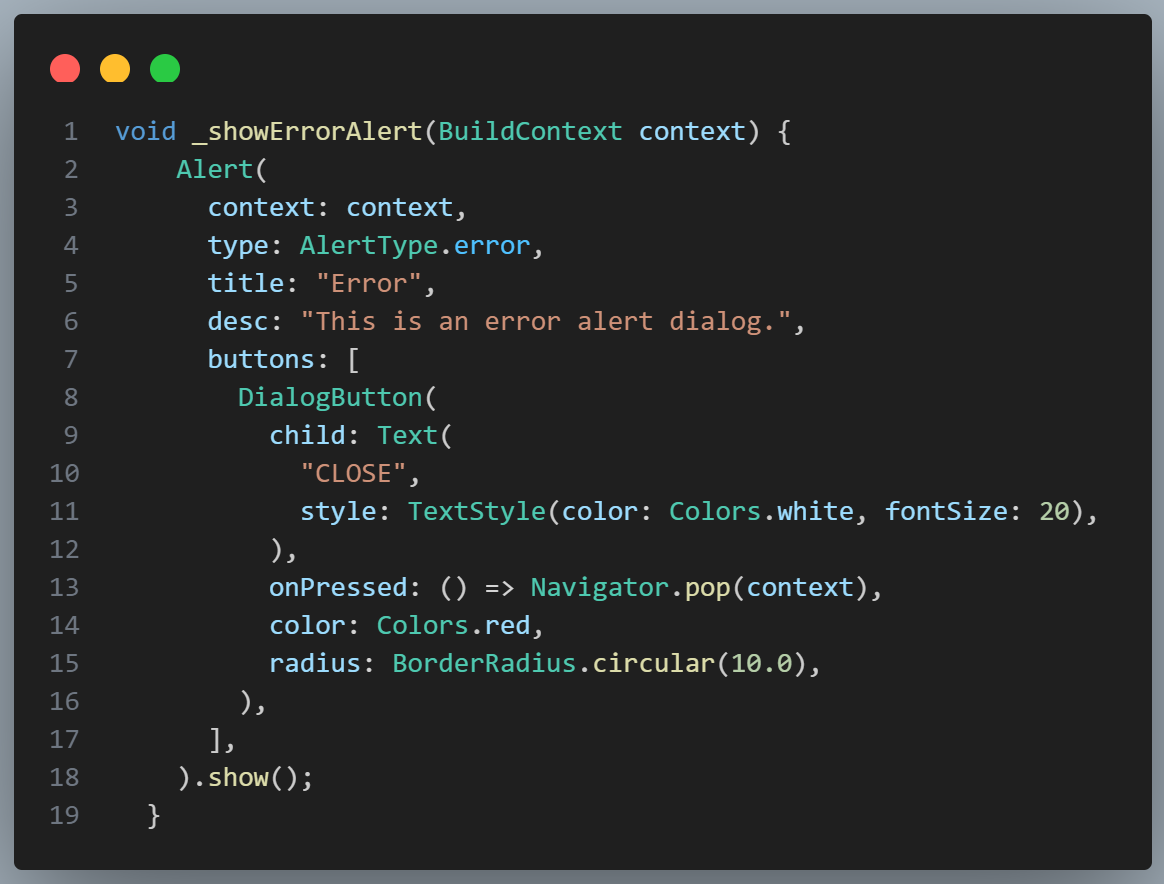 1 void _showErrorAlert(BuildContext context) {
2     Alert(
3       context: context,
4       type: AlertType.error,
5       title: "Error",
6       desc: "This is an error alert dialog.",
7       buttons: [
8         DialogButton(
9           child: Text(
10             "CLOSE",
11             style: TextStyle(color: Colors.white, fontSize: 20),
12           ),
13           onPressed: () => Navigator.pop(context),
14           color: Colors.red,
15           radius: BorderRadius.circular(10.0),
16         ),
17       ],
18     ).show();
19   }